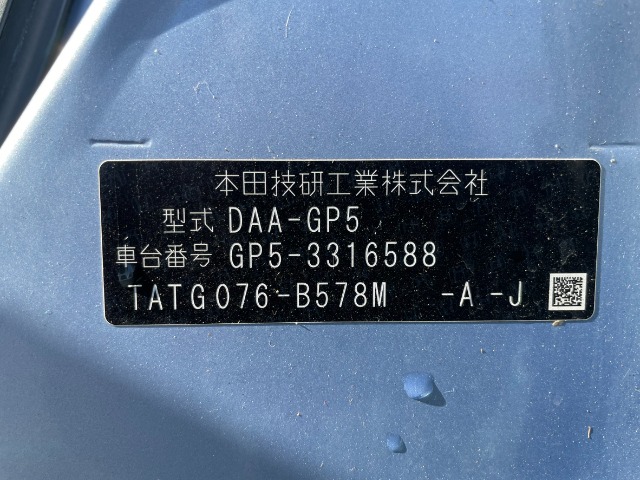 本田技研工業株式会社
型式 DAA-GP5
車台番号 GP5-3316588
TATG076-B578M -A-J